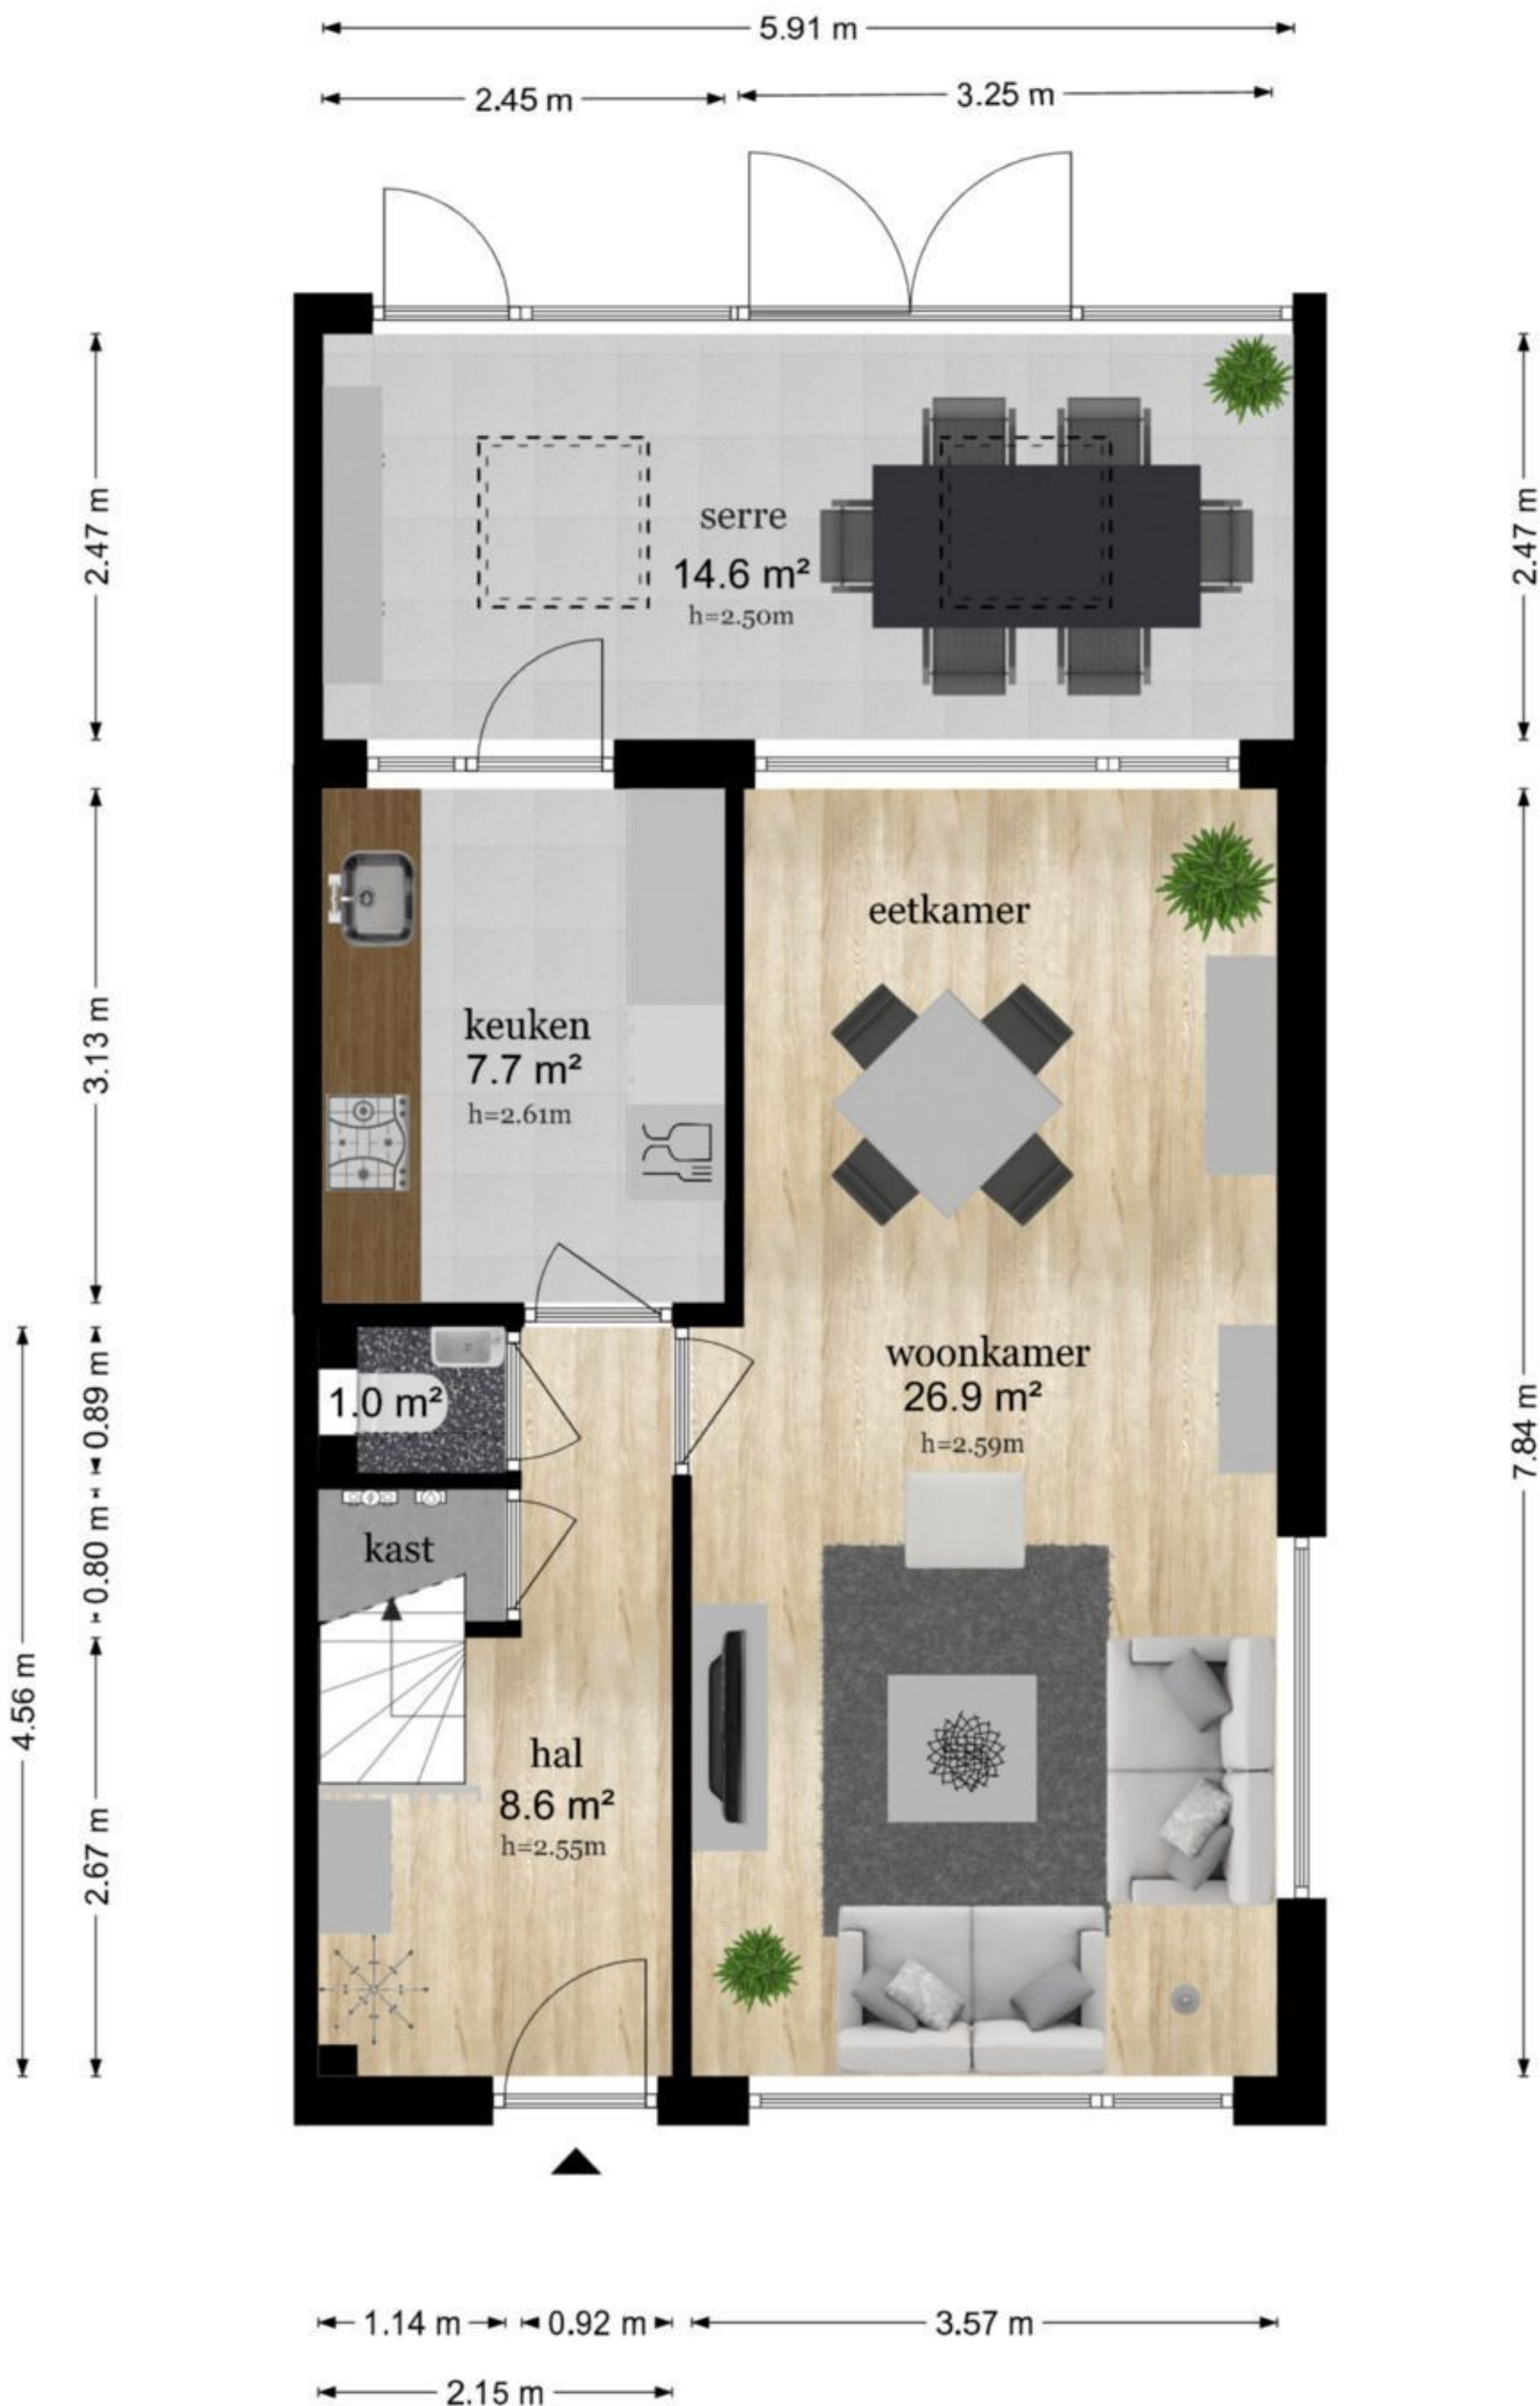 5.91 m
2.45 m
3.25 m
2.47 m
2.47 m
serre
14.6 m²
h=2.50m
3.13 m
keuken
7.7 m²
h=2.61m
eetkamer
woonkamer
26.9 m²
h=2.59m
7.84 m
0.89 m
1.0 m²
0.80 m
kast
4.56 m
2.67 m
hal
8.6 m²
h=2.55m
1.14 m
0.92 m
3.57 m
2.15 m